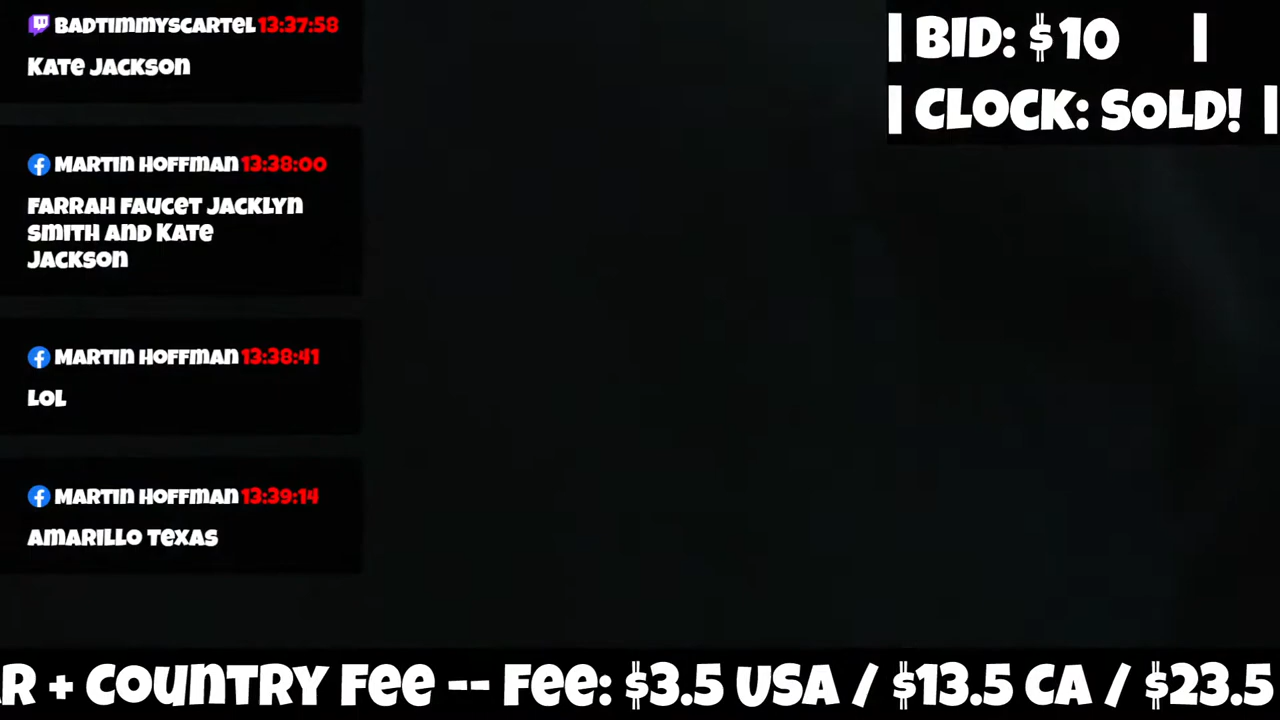 BADTIMMYSCARTEL 13:37:58
KATE JACKSON
MARTIN HOFFMAN 13:38:00
FARRAH FAUCET JACKLYN
SMITH AND KATE
JACKSON
MARTIN HOFFMAN 13:38:41
LOL
MARTIN HOFFMAN 13:39:14
AMARILLO TEXAS
| BID: $10 |
| CLOCK: SOLD! |
R + COUNTRY FEE -- FEE: $3.5 USA / $13.5 CA / $23.5